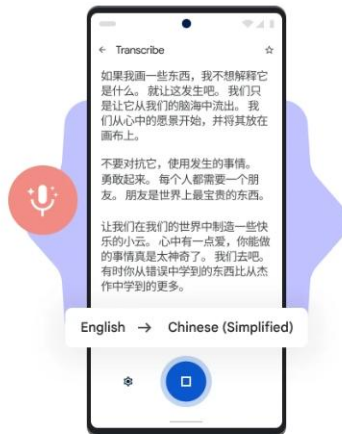 Transcribe
如果我画一些东西，我不想解释它
是什么。 就让这发生吧。 我们只
是让它从我们的脑海中流出。 我
们从心中的愿景开始，并将其放在
画布上。
不要对抗它，使用发生的事情。
勇敢起来。 每个人都需要一个朋
友。 朋友是世界上最宝贵的东西。
让我们在我们的世界中制造一些快
乐的小云。 心中有一点爱，你能做
的事情真是太神奇了。 我们去吧。
有时你从错误中学到的东西比从杰
作中学到的更多。
English → Chinese (Simplified)